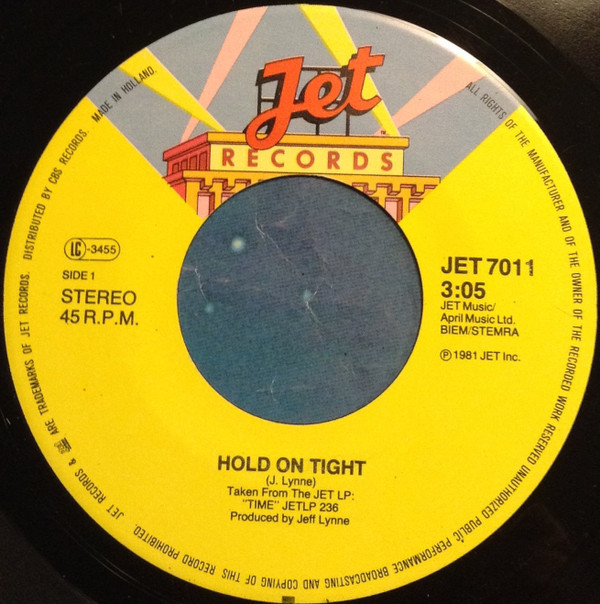 Jet
RECORDS
TM
LC-3455
SIDE 1
STEREO
45 R.P.M.
JET 7011
3:05
JET Music/
April Music Ltd.
BIEM/STEMRA
℗ 1981 JET Inc.
HOLD ON TIGHT
(J. Lynne)
Taken From The JET LP:
"TIME" JETLP 236
Produced by Jeff Lynne
JET RECORDS & ARE TRADEMARKS OF JET RECORDS. DISTRIBUTED BY CBS RECORDS. MADE IN HOLLAND.
ALL RIGHTS OF THE MANUFACTURER AND OF THE OWNER OF THE RECORDED WORK RESERVED UNAUTHORIZED PUBLIC PERFORMANCE BROADCASTING AND COPYING OF THIS RECORD PROHIBITED.